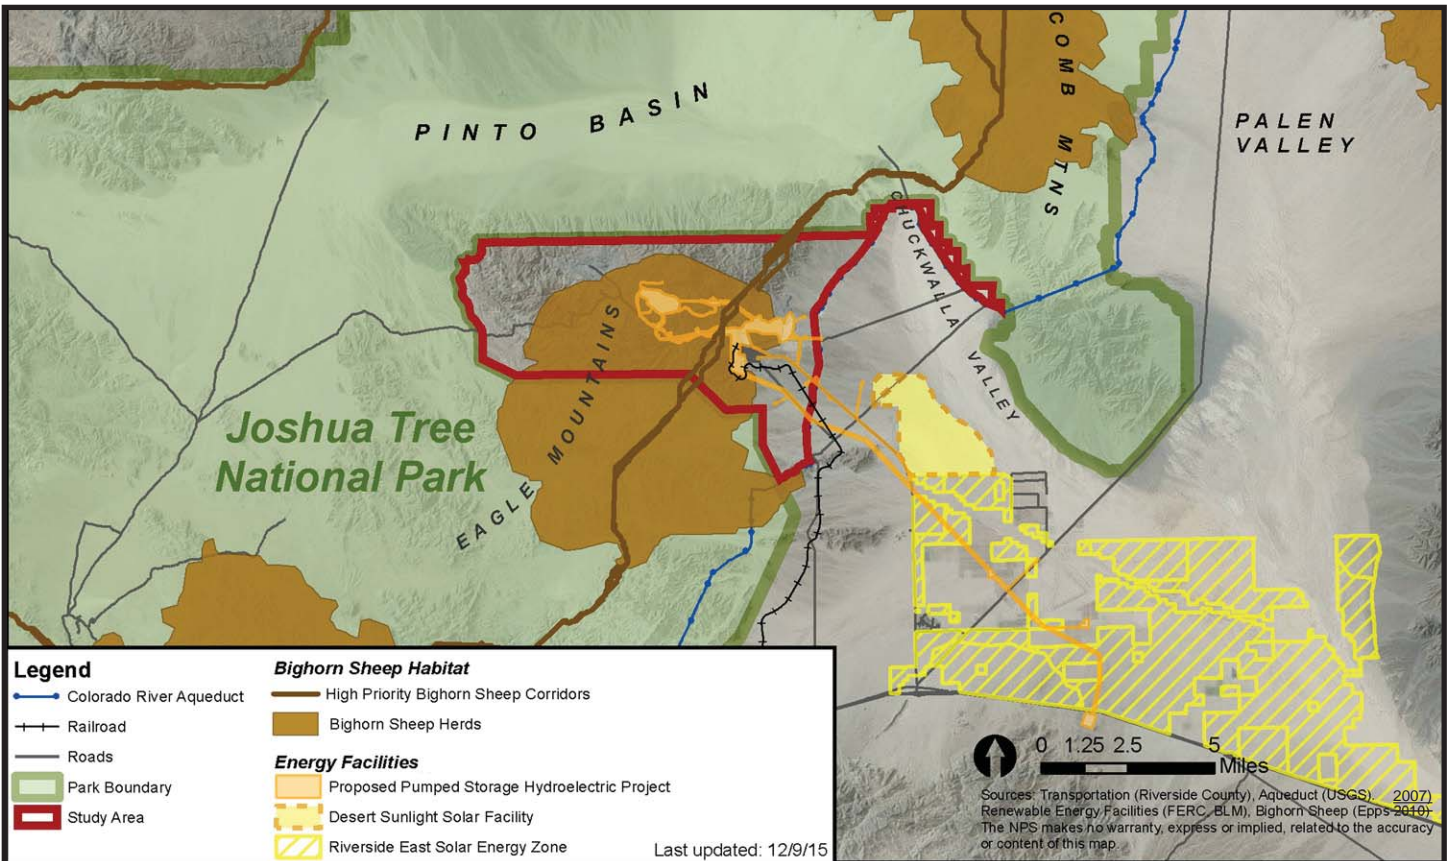 COMB MTNS
PINTO BASIN
PALEN
VALLEY
CHUCKWALLA VALLEY
EAGLE MOUNTAINS
Joshua Tree
National Park
Legend
Colorado River Aqueduct
Railroad
Roads
Park Boundary
Study Area
Bighorn Sheep Habitat
High Priority Bighorn Sheep Corridors
Bighorn Sheep Herds
Energy Facilities
Proposed Pumped Storage Hydroelectric Project
Desert Sunlight Solar Facility
Riverside East Solar Energy Zone
Last updated: 12/9/15
0 1.25 2.5 5
Miles
Sources: Transportation (Riverside County), Aqueduct (USGS), 2007)
Renewable Energy Facilities (FERC, BLM), Bighorn Sheep (Epps 2010)
The NPS makes no warranty, express or implied, related to the accuracy
or content of this map.